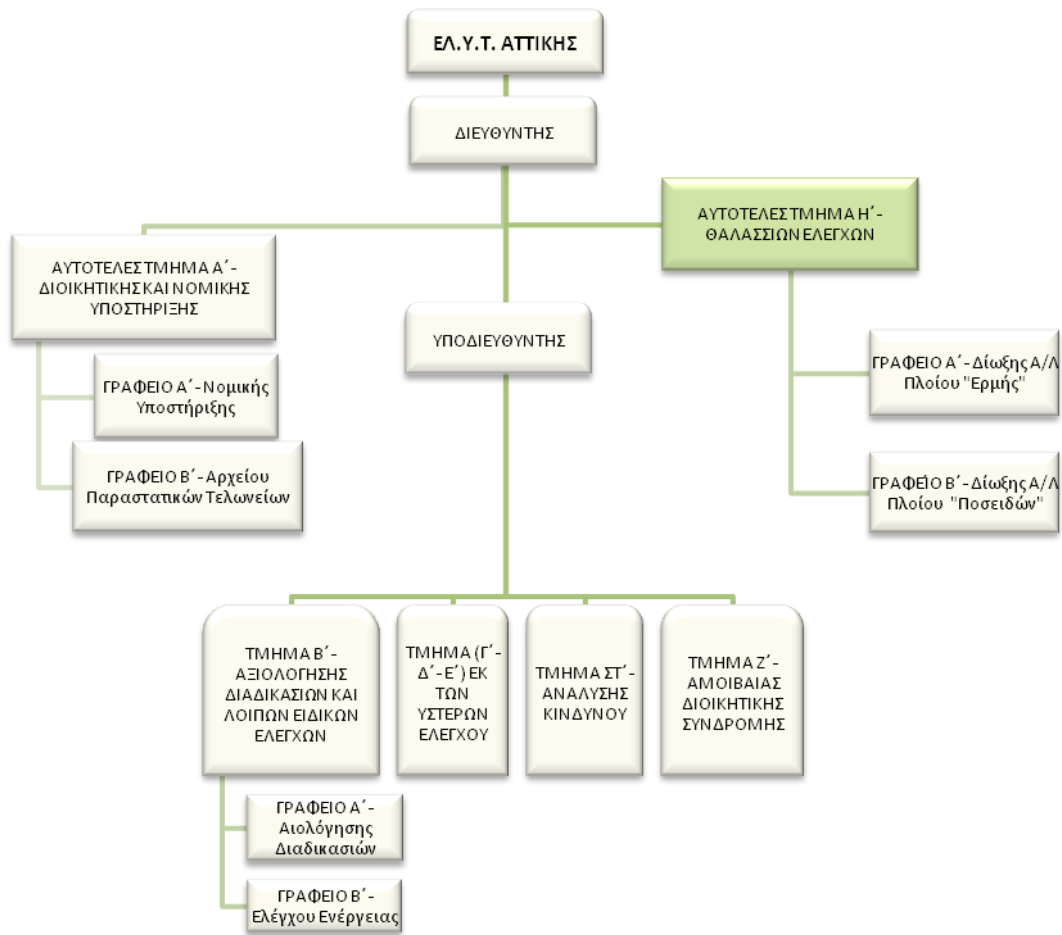 ΕΛ.Υ.Τ. ΑΤΤΙΚΗΣ
ΔΙΕΥΘΥΝΤΗΣ
ΑΥΤΟΤΕΛΕΣ ΤΜΗΜΑ Η΄-
ΘΑΛΑΣΣΙΩΝ ΕΛΕΓΧΩΝ
ΑΥΤΟΤΕΛΕΣ ΤΜΗΜΑ Α΄-
ΔΙΟΙΚΗΤΙΚΗΣ ΚΑΙ ΝΟΜΙΚΗΣ
ΥΠΟΣΤΗΡΙΞΗΣ
ΥΠΟΔΙΕΥΘΥΝΤΗΣ
ΓΡΑΦΕΙΟ Α΄- Νομικής
Υποστήριξης
ΓΡΑΦΕΙΟ Β΄- Αρχείου
Παραστατικών Τελωνείων
ΓΡΑΦΕΙΟ Α΄- Δίωξης Α/Λ
Πλοίου "Ερμής"
ΓΡΑΦΕΙΟ Β΄- Δίωξης Α/Λ
Πλοίου "Ποσειδών"
ΤΜΗΜΑ Β΄-
ΑΞΙΟΛΟΓΗΣΗΣ
ΔΙΑΔΙΚΑΣΙΩΝ ΚΑΙ
ΛΟΙΠΩΝ ΕΙΔΙΚΩΝ
ΕΛΕΓΧΩΝ
ΤΜΗΜΑ (Γ΄-
Δ΄- Ε΄) ΕΚ
ΤΩΝ
ΥΣΤΕΡΩΝ
ΕΛΕΓΧΟΥ
ΤΜΗΜΑ ΣΤ΄-
ΑΝΑΛΥΣΗΣ
ΚΙΝΔΥΝΟΥ
ΤΜΗΜΑ Ζ΄-
ΑΜΟΙΒΑΙΑΣ
ΔΙΟΙΚΗΤΙΚΗΣ
ΣΥΝΔΡΟΜΗΣ
ΓΡΑΦΕΙΟ Α΄-
Αιολόγησης
Διαδικασιών
ΓΡΑΦΕΙΟ Β΄-
Ελέγχου Ενέργειας